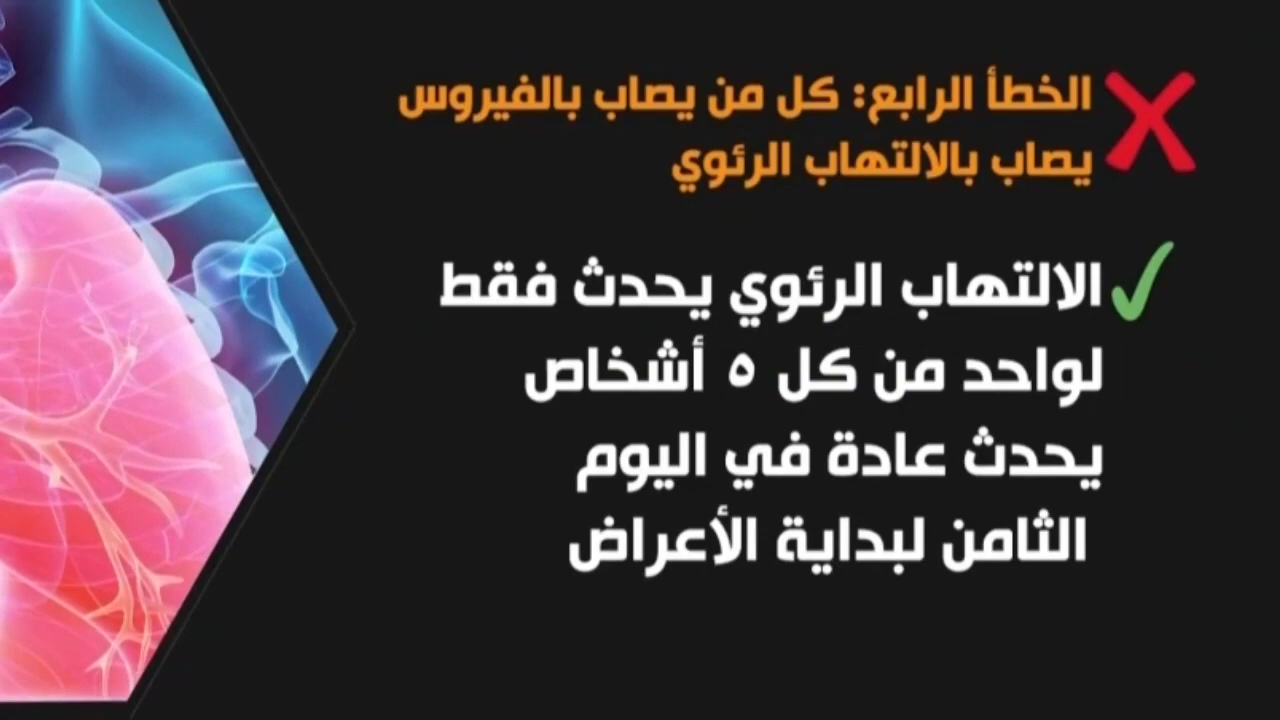 الخطأ الرابع: كل من يصاب بالفيروس
يصاب بالالتهاب الرئوي
الالتهاب الرئوي يحدث فقط
لواحد من كل ٥ أشخاص
يحدث عادة في اليوم
الثامن لبداية الأعراض